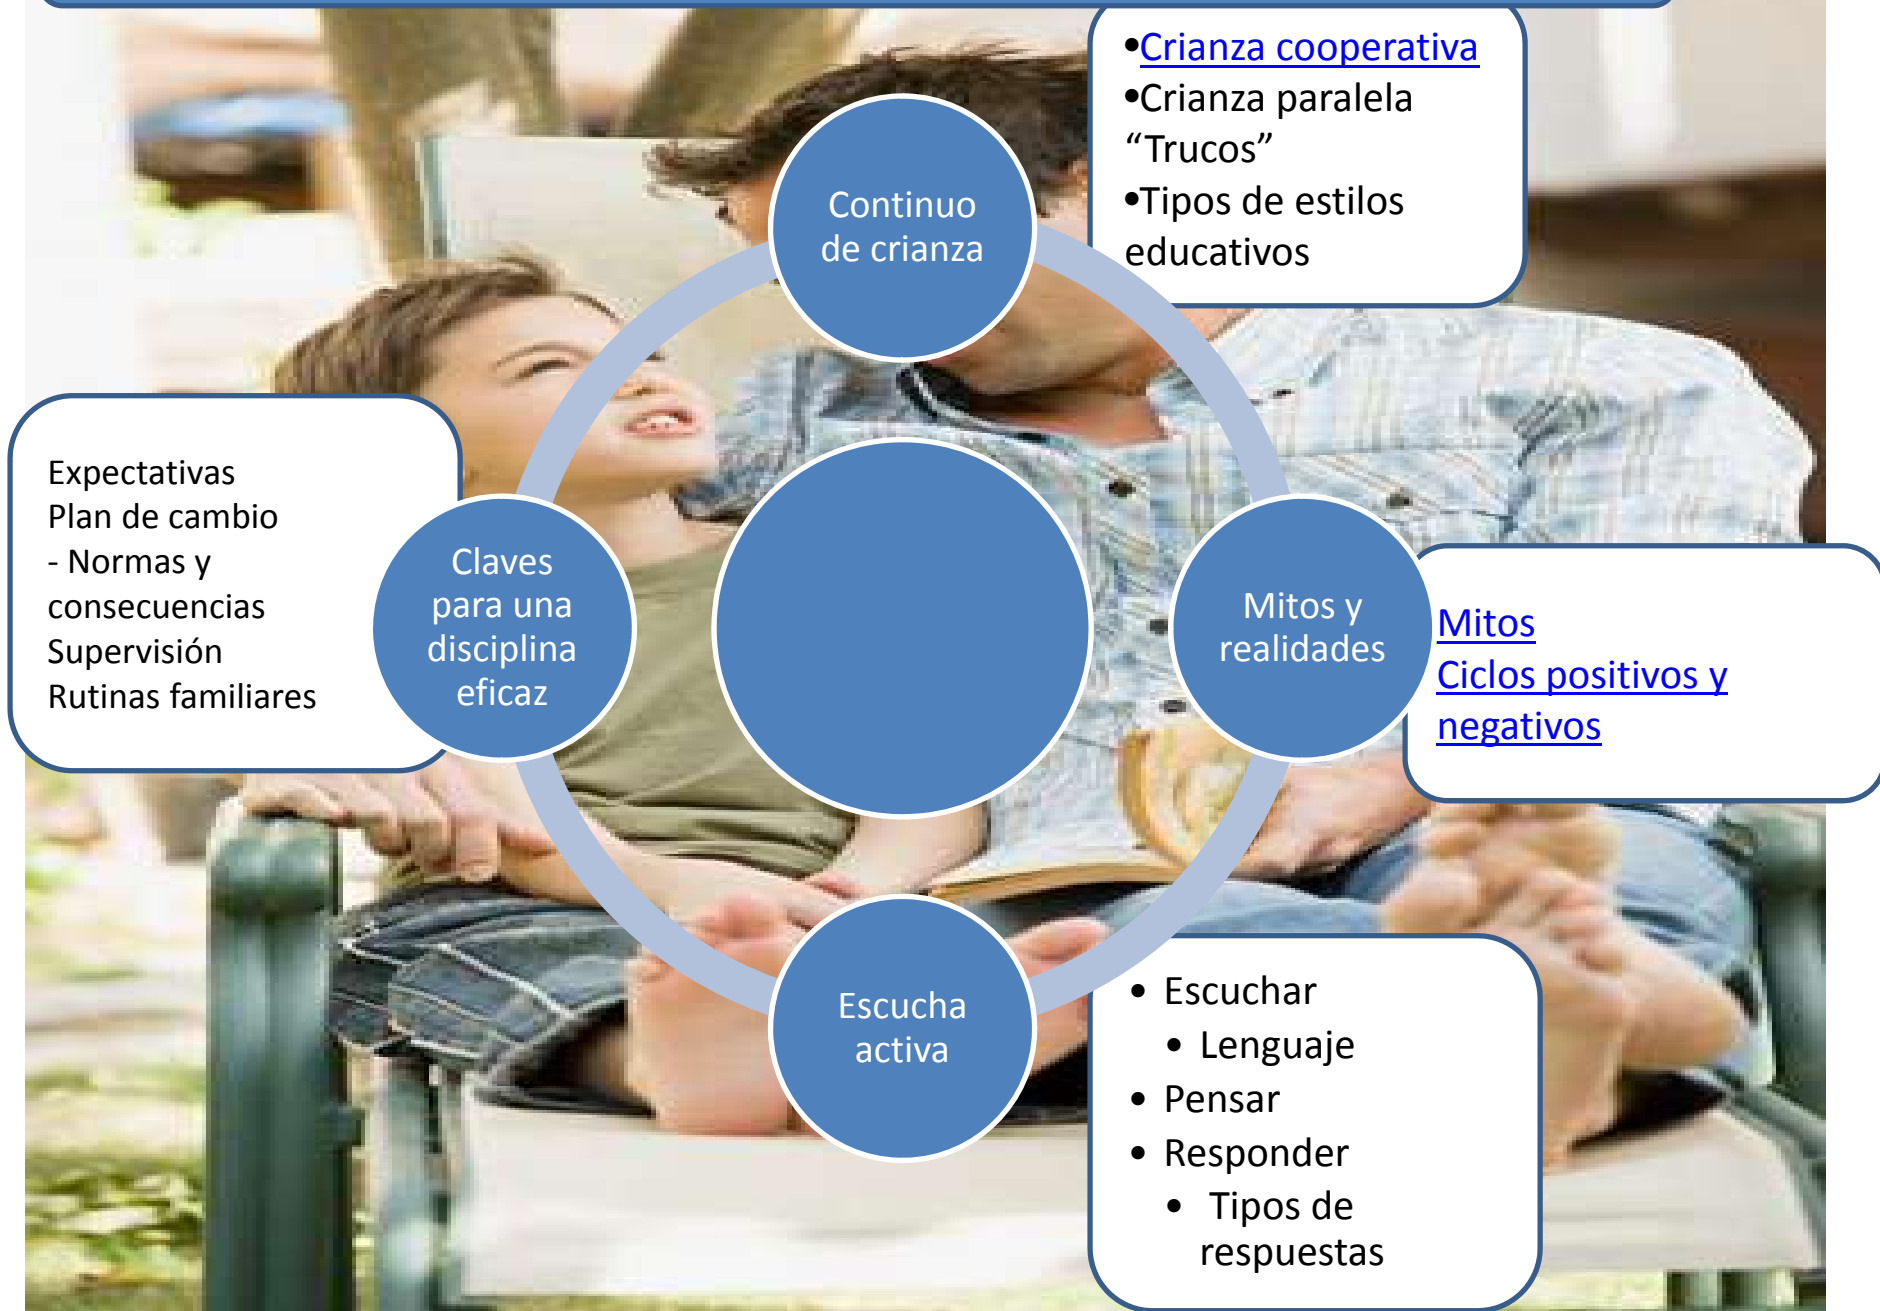 •Crianza cooperativa
•Crianza paralela
“Trucos”
•Tipos de estilos
educativos
Continuo
de crianza
Expectativas
Plan de cambio
- Normas y
consecuencias
Supervisión
Rutinas familiares
Claves
para una
disciplina
eficaz
Mitos y
realidades
Mitos
Ciclos positivos y
negativos
Escucha
activa
• Escuchar
• Lenguaje
• Pensar
• Responder
• Tipos de
respuestas